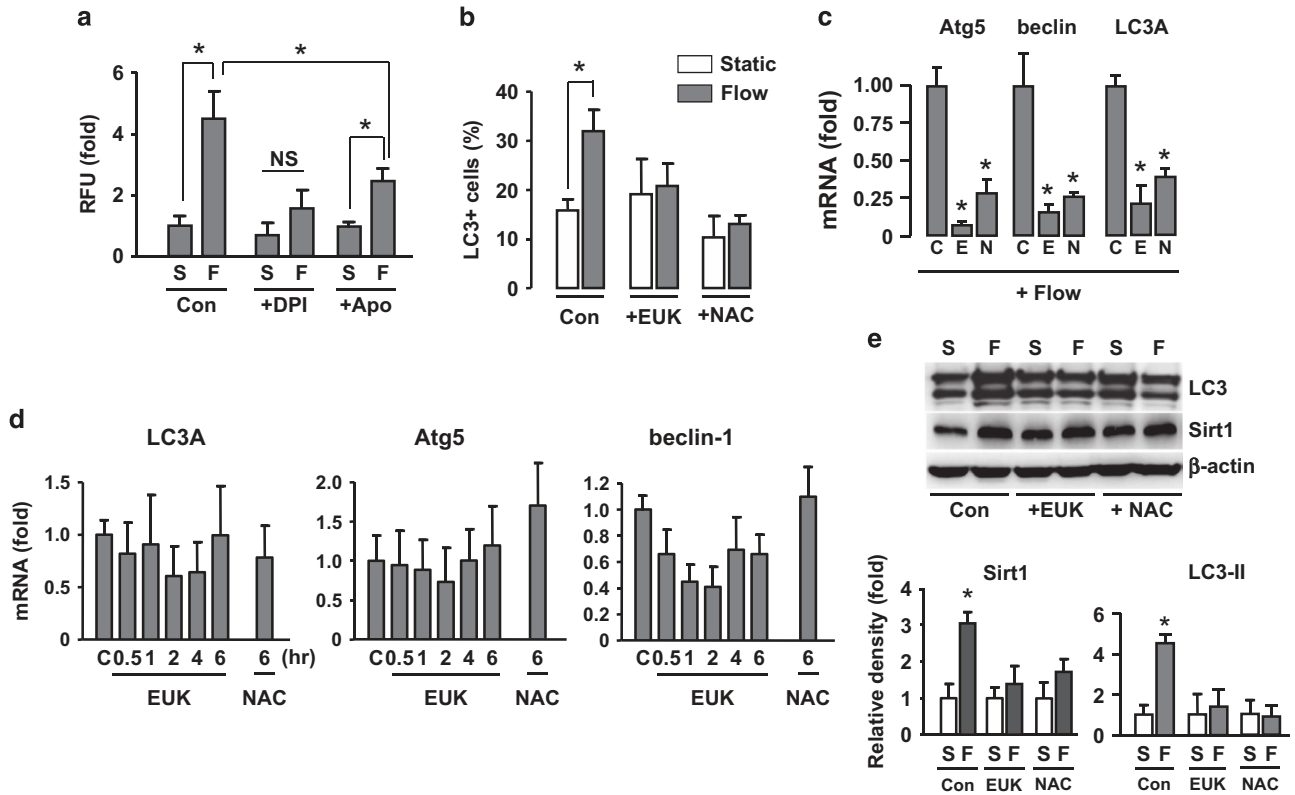 a
RFU (fold)
6
4
2
0
*
*
*
NS
S F S F S F
Con +DPI +Apo
b
LC3+ cells (%)
40
30
20
10
0
*
Static
Flow
Con +EUK +NAC
c
Atg5 beclin LC3A
mRNA (fold)
1.00
0.75
0.50
0.25
0
* * * * * *
C E N C E N C E N
+ Flow
d
LC3A
mRNA (fold)
1.5
1.0
0.5
0
C 0.5 1 2 4 6 6 (hr)
EUK NAC
Atg5
2.0
1.5
1.0
0.5
0
C 0.5 1 2 4 6 6
EUK NAC
beclin-1
1.4
1.2
1.0
0.8
0.6
0.4
0.2
0
C 0.5 1 2 4 6 6
EUK NAC
e
S F S F S F
LC3
Sirt1
β-actin
Con +EUK + NAC
Relative density (fold)
Sirt1
4
3
2
1
0
*
S F S F S F
Con EUK NAC
LC3-II
6
4
2
0
*
S F S F S F
Con EUK NAC